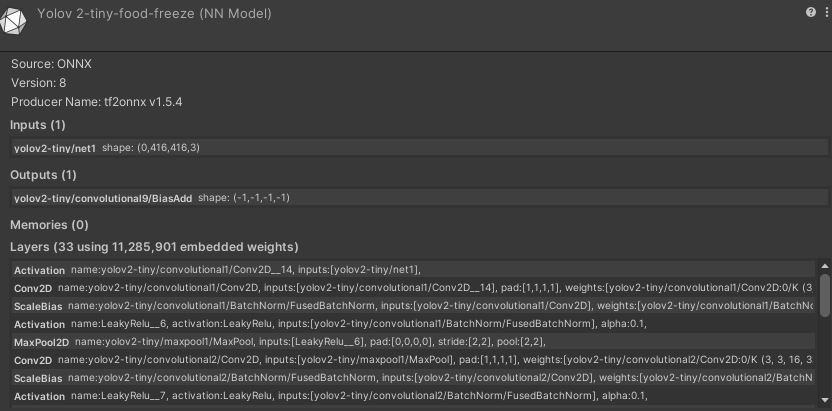 Yolov 2-tiny-food-freeze (NN Model)
Source: ONNX
Version: 8
Producer Name: tf2onnx v1.5.4
Inputs (1)
yolov2-tiny/net1 shape: (0,416,416,3)
Outputs (1)
yolov2-tiny/convolutional9/BiasAdd shape: (-1,-1,-1,-1)
Memories (0)
Layers (33 using 11,285,901 embedded weights)
Activation name:yolov2-tiny/convolutional1/Conv2D__14, inputs:[yolov2-tiny/net1],
Conv2D name:yolov2-tiny/convolutional1/Conv2D, inputs:[yolov2-tiny/convolutional1/Conv2D__14], pad:[1,1,1,1], weights:[yolov2-tiny/convolutional1/Conv2D:0/K (3
ScaleBias name:yolov2-tiny/convolutional1/BatchNorm/FusedBatchNorm, inputs:[yolov2-tiny/convolutional1/Conv2D], weights:[yolov2-tiny/convolutional1/BatchNo
Activation name:LeakyRelu__6, activation:LeakyRelu, inputs:[yolov2-tiny/convolutional1/BatchNorm/FusedBatchNorm], alpha:0.1,
MaxPool2D name:yolov2-tiny/maxpool1/MaxPool, inputs:[LeakyRelu__6], pad:[0,0,0,0], stride:[2,2], pool:[2,2],
Conv2D name:yolov2-tiny/convolutional2/Conv2D, inputs:[yolov2-tiny/maxpool1/MaxPool], pad:[1,1,1,1], weights:[yolov2-tiny/convolutional2/Conv2D:0/K (3, 3, 16, 3
ScaleBias name:yolov2-tiny/convolutional2/BatchNorm/FusedBatchNorm, inputs:[yolov2-tiny/convolutional2/Conv2D], weights:[yolov2-tiny/convolutional2/BatchN
Activation name:LeakyRelu__7, activation:LeakyRelu, inputs:[yolov2-tiny/convolutional2/BatchNorm/FusedBatchNorm], alpha:0.1,